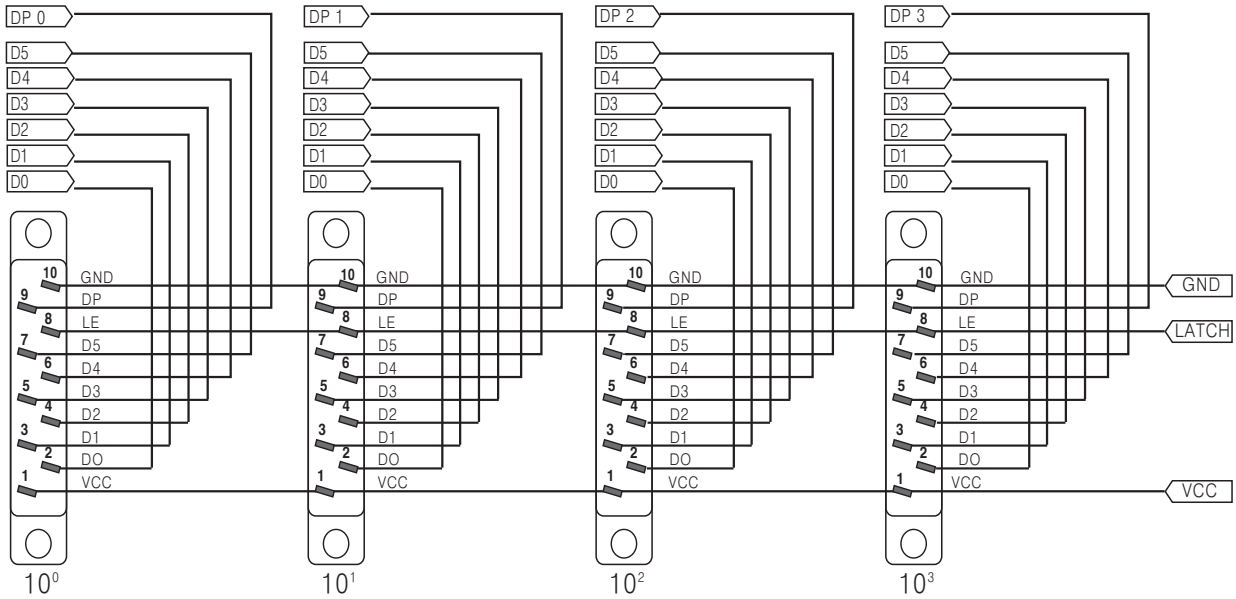 DP 0 DP 1 DP 2 DP 3
D5 D5 D5 D5
D4 D4 D4 D4
D3 D3 D3 D3
D2 D2 D2 D2
D1 D1 D1 D1
D0 D0 D0 D0
10 GND 10 GND 10 GND 10 GND GND
9 DP 9 DP 9 DP 9 DP
8 LE 8 LE 8 LE 8 LE LATCH
7 D5 7 D5 7 D5 7 D5
6 D4 6 D4 6 D4 6 D4
5 D3 5 D3 5 D3 5 D3
4 D2 4 D2 4 D2 4 D2
3 D1 3 D1 3 D1 3 D1
2 DO 2 DO 2 DO 2 DO
1 VCC 1 VCC 1 VCC 1 VCC VCC
10⁰ 10¹ 10² 10³